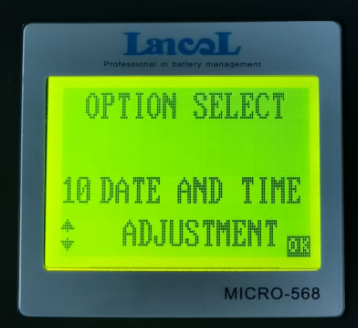 Lancol
Professional in battery management
OPTION SELECT
10 DATE AND TIME
ADJUSTMENT OK
MICRO-568